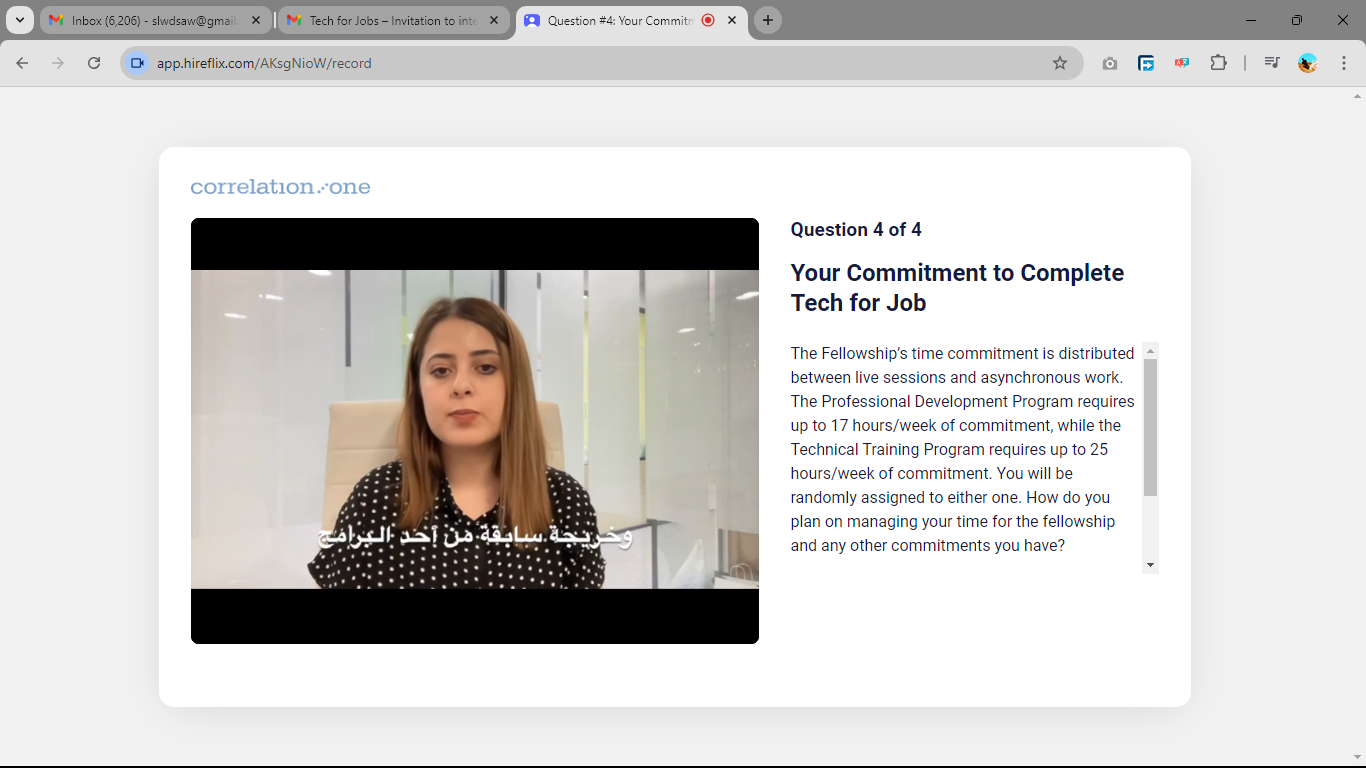 Inbox (6,206) - slwdsaw@gmail.
Tech for Jobs – Invitation to inte
Question #4: Your Commitm
app.hireflix.com/AKsgNioW/record
correlation one
Question 4 of 4
Your Commitment to Complete
Tech for Job
The Fellowship’s time commitment is distributed
between live sessions and asynchronous work.
The Professional Development Program requires
up to 17 hours/week of commitment, while the
Technical Training Program requires up to 25
hours/week of commitment. You will be
randomly assigned to either one. How do you
plan on managing your time for the fellowship
and any other commitments you have?
وخريجة سابقة من أحد البرامج